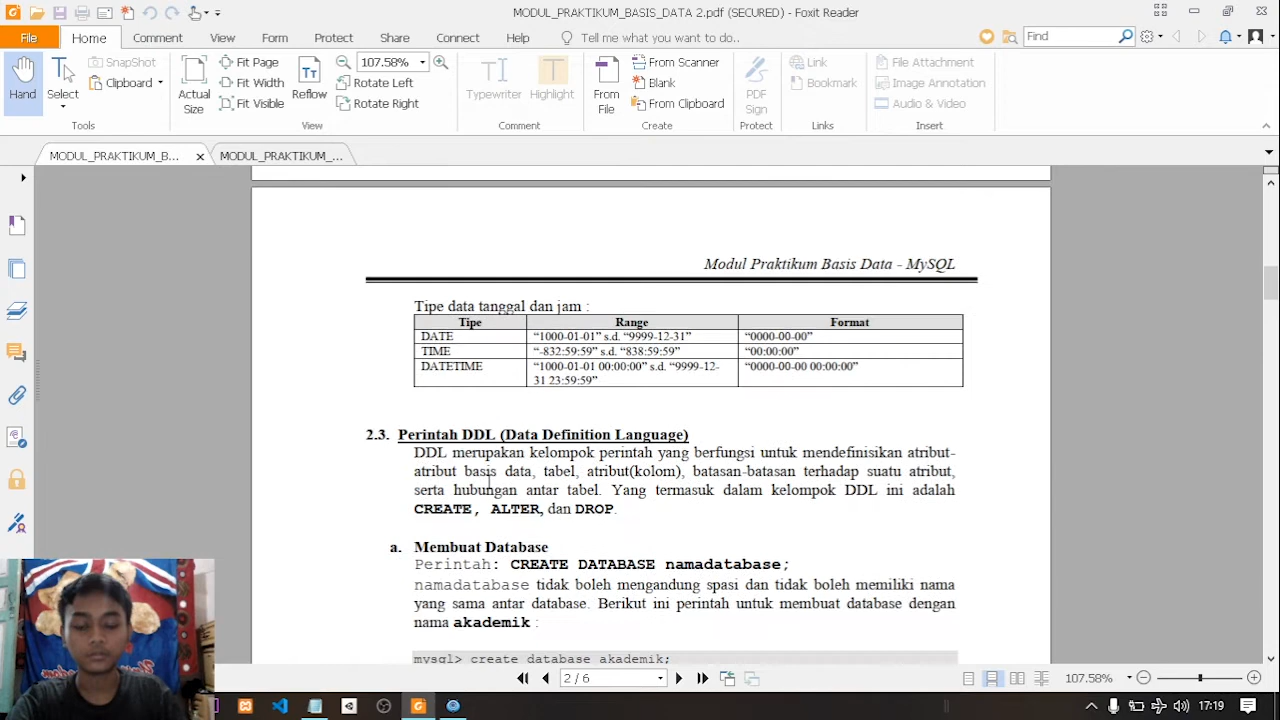 MODUL_PRAKTIKUM_BASIS_DATA 2.pdf (SECURED) - Foxit Reader
File Home Comment View Form Protect Share Connect Help Tell me what you want to do.. Find
Hand
Select
SnapShot
Clipboard
Tools
Actual Size
Fit Page
Fit Width
Fit Visible
Reflow
107.58%
Rotate Left
Rotate Right
View
Typewriter
Highlight
Comment
From File
From Scanner
Blank
From Clipboard
Create
PDF Sign
Protect
Link
Bookmark
Links
File Attachment
Image Annotation
Audio & Video
Insert
MODUL_PRAKTIKUM_B... MODUL_PRAKTIKUM_...
Modul Praktikum Basis Data - MySQL
Tipe data tanggal dan jam :
Tipe Range Format
DATE “1000-01-01” s.d. “9999-12-31” “0000-00-00”
TIME “-832:59:59” s.d. “838:59:59” “00:00:00”
DATETIME “1000-01-01 00:00:00” s.d. “9999-12- “0000-00-00 00:00:00”
31 23:59:59”
2.3. Perintah DDL (Data Definition Language)
DDL merupakan kelompok perintah yang berfungsi untuk mendefinisikan atribut-
atribut basis data, tabel, atribut(kolom), batasan-batasan terhadap suatu atribut,
serta hubungan antar tabel. Yang termasuk dalam kelompok DDL ini adalah
CREATE, ALTER, dan DROP.
a. Membuat Database
Perintah: CREATE DATABASE namadatabase;
namadatabase tidak boleh mengandung spasi dan tidak boleh memiliki nama
yang sama antar database. Berikut ini perintah untuk membuat database dengan
nama akademik :
mysql> create database akademik;
2 / 6
107.58%
17:19